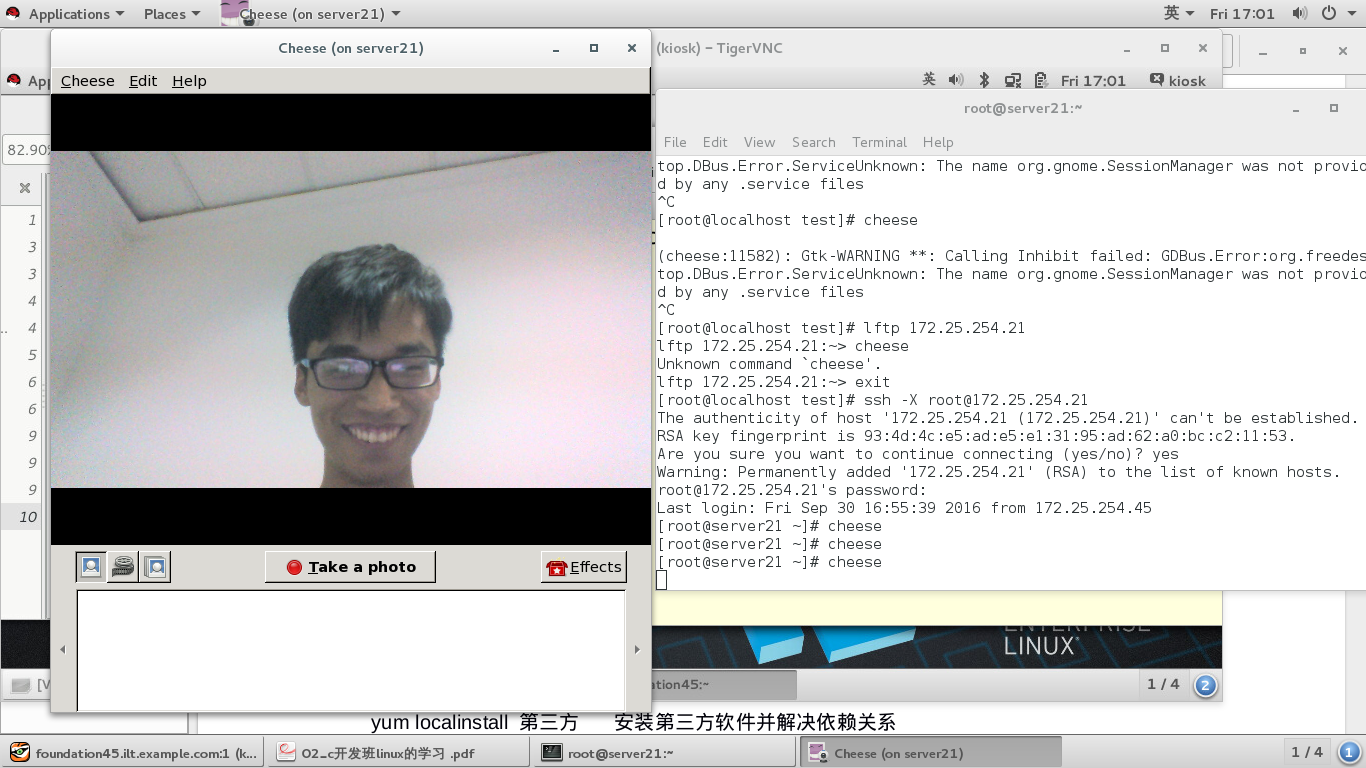 Applications
Places
Cheese (on server21)
英
Fri 17:01
Cheese (on server21)
(kiosk) – TigerVNC
Cheese Edit Help
英
Fri 17:01
kiosk
root@server21:~
File Edit View Search Terminal Help
82.90%
1
3
3
4
4
5
6
6
9
9
9
10
top.DBus.Error.ServiceUnknown: The name org.gnome.SessionManager was not provid
d by any .service files
^C
[root@localhost test]# cheese
(cheese:11582): Gtk-WARNING **: Calling Inhibit failed: GDBus.Error:org.freedes
top.DBus.Error.ServiceUnknown: The name org.gnome.SessionManager was not provid
d by any .service files
^C
[root@localhost test]# lftp 172.25.254.21
lftp 172.25.254.21:~> cheese
Unknown command `cheese'.
lftp 172.25.254.21:~> exit
[root@localhost test]# ssh -X root@172.25.254.21
The authenticity of host '172.25.254.21 (172.25.254.21)' can't be established.
RSA key fingerprint is 93:4d:4c:e5:ad:e5:e1:31:95:ad:62:a0:bc:c2:11:53.
Are you sure you want to continue connecting (yes/no)? yes
Warning: Permanently added '172.25.254.21' (RSA) to the list of known hosts.
root@172.25.254.21's password:
Last login: Fri Sep 30 16:55:39 2016 from 172.25.254.45
[root@server21 ~]# cheese
[root@server21 ~]# cheese
[root@server21 ~]# cheese
Take a photo
Effects
ENTERPRISE
LINUX
[V
ation45:~
1 / 4
2
yum localinstall 第三方 安装第三方软件并解决依赖关系
foundation45.ilt.example.com:1 (k...
02_c开发班linux的学习 .pdf
root@server21:~
Cheese (on server21)
1 / 4
1